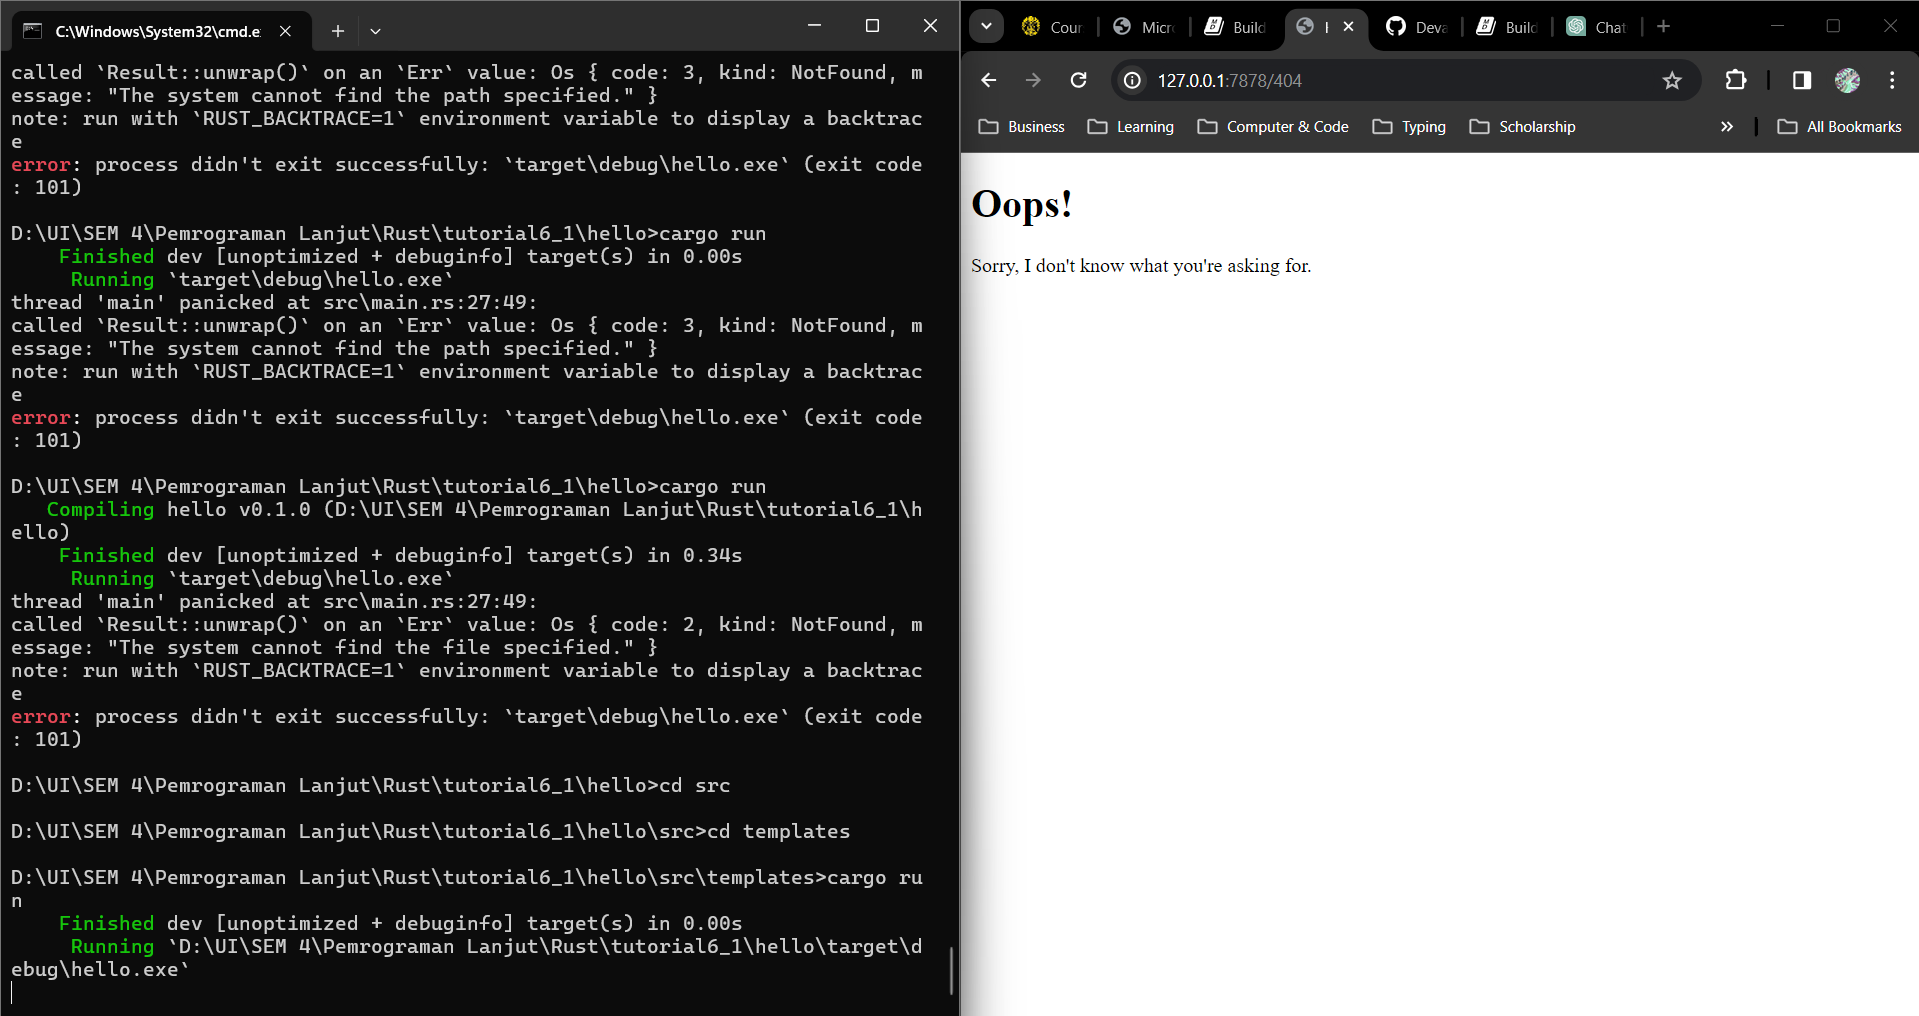 C:\Windows\System32\cmd.e
called `Result::unwrap()` on an `Err` value: Os { code: 3, kind: NotFound, m
essage: "The system cannot find the path specified." }
note: run with `RUST_BACKTRACE=1` environment variable to display a backtrac
e
error: process didn't exit successfully: `target\debug\hello.exe` (exit code
: 101)
D:\UI\SEM 4\Pemrograman Lanjut\Rust\tutorial6_1\hello>cargo run
Finished dev [unoptimized + debuginfo] target(s) in 0.00s
Running `target\debug\hello.exe`
thread 'main' panicked at src\main.rs:27:49:
called `Result::unwrap()` on an `Err` value: Os { code: 3, kind: NotFound, m
essage: "The system cannot find the path specified." }
note: run with `RUST_BACKTRACE=1` environment variable to display a backtrac
e
error: process didn't exit successfully: `target\debug\hello.exe` (exit code
: 101)
D:\UI\SEM 4\Pemrograman Lanjut\Rust\tutorial6_1\hello>cargo run
Compiling hello v0.1.0 (D:\UI\SEM 4\Pemrograman Lanjut\Rust\tutorial6_1\h
ello)
Finished dev [unoptimized + debuginfo] target(s) in 0.34s
Running `target\debug\hello.exe`
thread 'main' panicked at src\main.rs:27:49:
called `Result::unwrap()` on an `Err` value: Os { code: 2, kind: NotFound, m
essage: "The system cannot find the file specified." }
note: run with `RUST_BACKTRACE=1` environment variable to display a backtrac
e
error: process didn't exit successfully: `target\debug\hello.exe` (exit code
: 101)
D:\UI\SEM 4\Pemrograman Lanjut\Rust\tutorial6_1\hello>cd src
D:\UI\SEM 4\Pemrograman Lanjut\Rust\tutorial6_1\hello\src>cd templates
D:\UI\SEM 4\Pemrograman Lanjut\Rust\tutorial6_1\hello\src\templates>cargo ru
n
Finished dev [unoptimized + debuginfo] target(s) in 0.00s
Running `D:\UI\SEM 4\Pemrograman Lanjut\Rust\tutorial6_1\hello\target\d
ebug\hello.exe`
Cour Micr Build Deva Build Chat
127.0.0.1:7878/404
Business Learning Computer & Code Typing Scholarship All Bookmarks
Oops!
Sorry, I don't know what you're asking for.